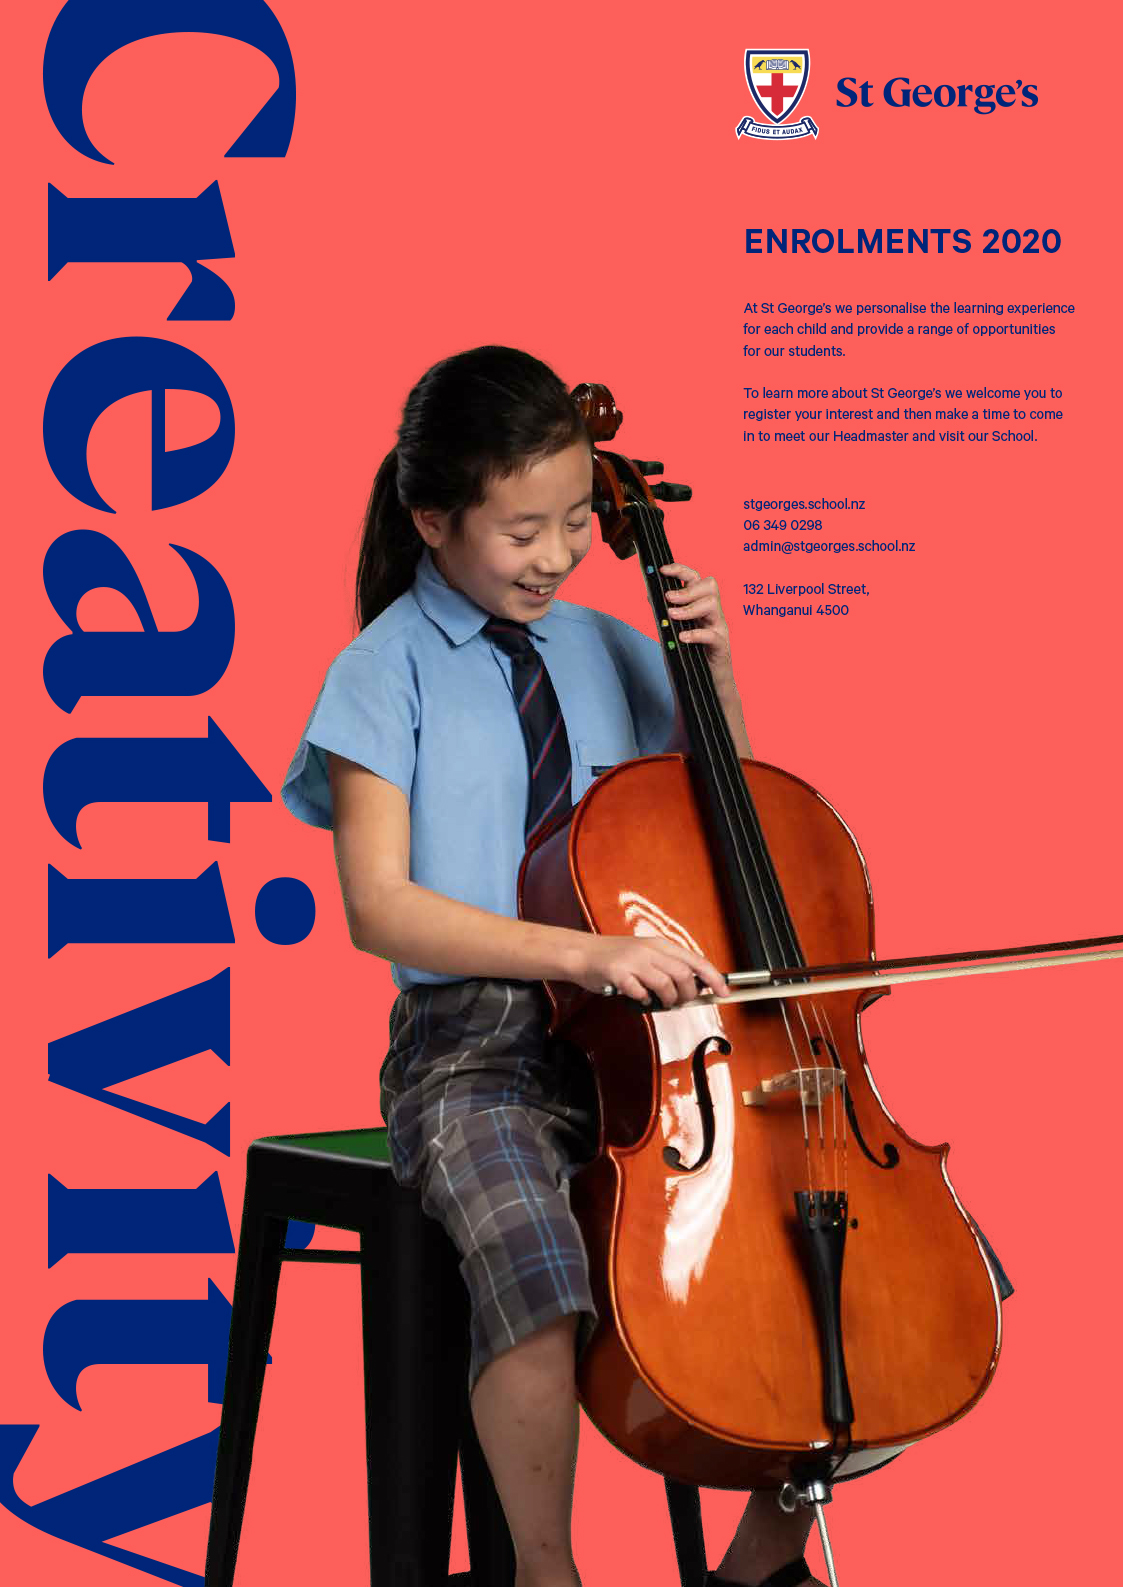 Creativity
FIDUS ET AUDAX
St George's
ENROLMENTS 2020
At St George's we personalise the learning experience
for each child and provide a range of opportunities
for our students.
To learn more about St George's we welcome you to
register your interest and then make a time to come
in to meet our Headmaster and visit our School.
stgeorges.school.nz
06 349 0298
admin@stgeorges.school.nz
132 Liverpool Street,
Whanganui 4500